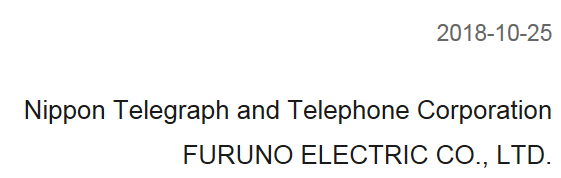 2018-10-25
Nippon Telegraph and Telephone Corporation
FURUNO ELECTRIC CO., LTD.